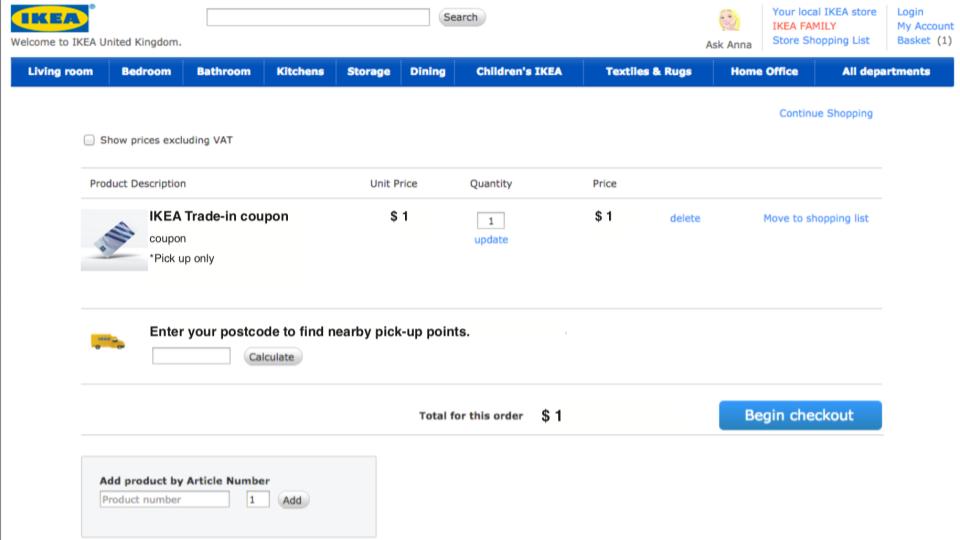 IKEA ®
Search
Ask Anna
Your local IKEA store
IKEA FAMILY
Store Shopping List
Login
My Account
Basket (1)
Welcome to IKEA United Kingdom.
Living room Bedroom Bathroom Kitchens Storage Dining Children's IKEA Textiles & Rugs Home Office All departments
Continue Shopping
Show prices excluding VAT
Product Description Unit Price Quantity Price
IKEA Trade-in coupon $ 1 1 $ 1 delete Move to shopping list
coupon update
*Pick up only
Enter your postcode to find nearby pick-up points.
Calculate
Total for this order $ 1 Begin checkout
Add product by Article Number
Product number 1 Add